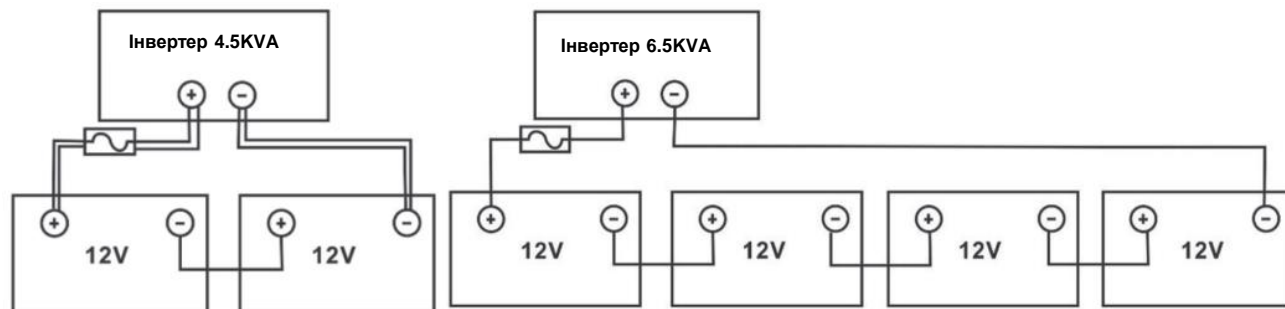 Інвертер 4.5KVA
+ −
+ − + −
12V 12V
Інвертер 6.5KVA
+ −
+ − + − + − + −
12V 12V 12V 12V